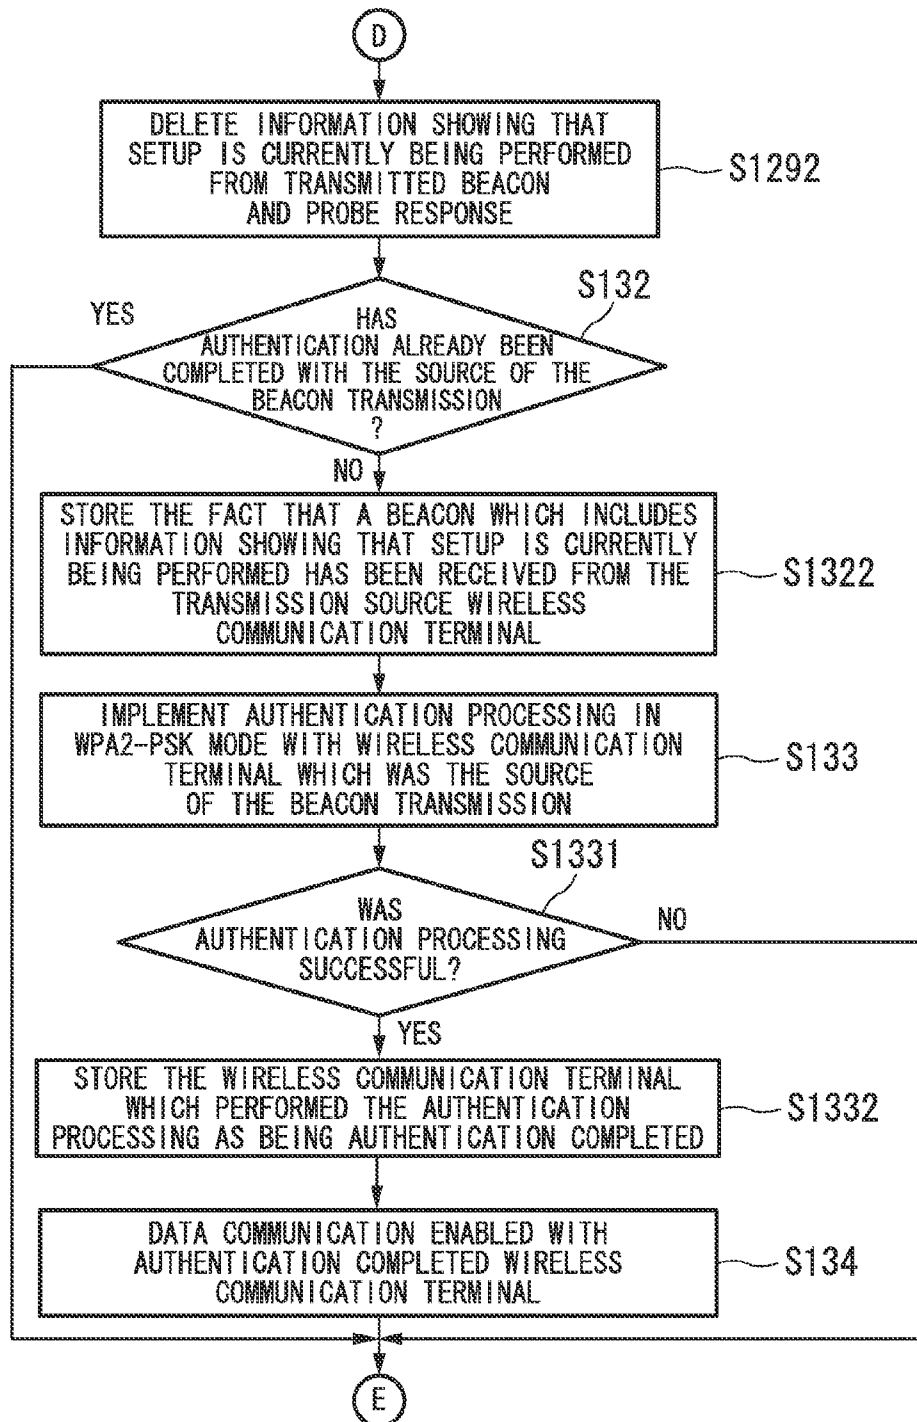 D
DELETE INFORMATION SHOWING THAT
SETUP IS CURRENTLY BEING PERFORMED
FROM TRANSMITTED BEACON
AND PROBE RESPONSE
S1292
S132
YES
HAS
AUTHENTICATION ALREADY BEEN
COMPLETED WITH THE SOURCE OF THE
BEACON TRANSMISSION
?
NO
STORE THE FACT THAT A BEACON WHICH INCLUDES
INFORMATION SHOWING THAT SETUP IS CURRENTLY
BEING PERFORMED HAS BEEN RECEIVED FROM THE
TRANSMISSION SOURCE WIRELESS
COMMUNICATION TERMINAL
S1322
IMPLEMENT AUTHENTICATION PROCESSING IN
WPA2-PSK MODE WITH WIRELESS COMMUNICATION
TERMINAL WHICH WAS THE SOURCE
OF THE BEACON TRANSMISSION
S133
S1331
WAS
AUTHENTICATION PROCESSING
SUCCESSFUL?
NO
YES
STORE THE WIRELESS COMMUNICATION TERMINAL
WHICH PERFORMED THE AUTHENTICATION
PROCESSING AS BEING AUTHENTICATION COMPLETED
S1332
DATA COMMUNICATION ENABLED WITH
AUTHENTICATION COMPLETED WIRELESS
COMMUNICATION TERMINAL
S134
E